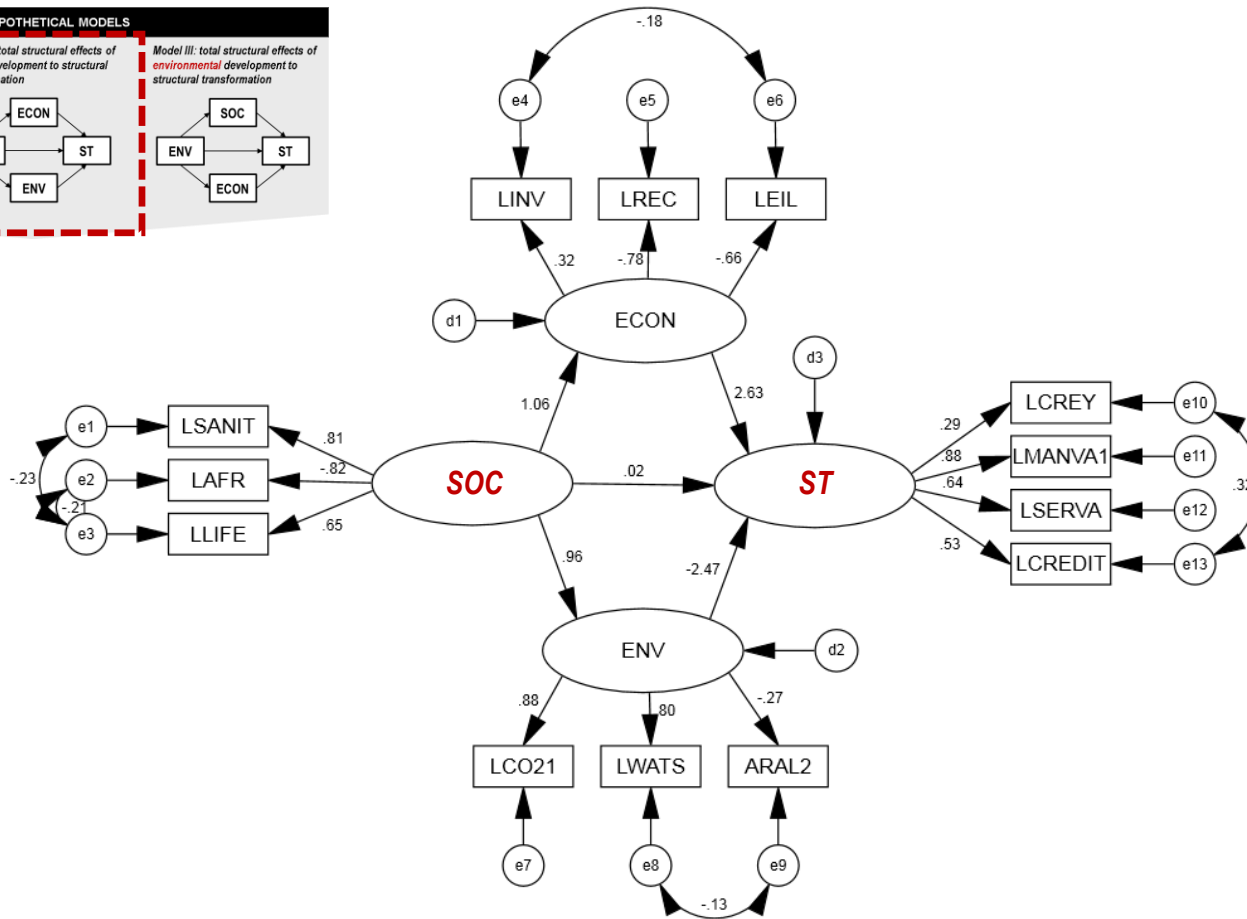 POTHETICAL MODELS
total structural effects of
velopment to structural
ation
ECON
ST
ENV
Model III: total structural effects of
environmental development to
structural transformation
SOC
ENV
ST
ECON
-.18
e4
e5
e6
LINV
LREC
LEIL
.32
-.78
-.66
d1
ECON
d3
1.06
2.63
e1
LSANIT
.81
-.23
e2
LAFR
-.82
-.21
e3
LLIFE
.65
SOC
.02
ST
.29
LCREY
e10
.88
LMANVA1
e11
.64
LSERVA
e12
.53
LCREDIT
e13
.32
.96
-2.47
ENV
d2
.88
.80
-.27
LCO21
LWATS
ARAL2
e7
e8
e9
-.13